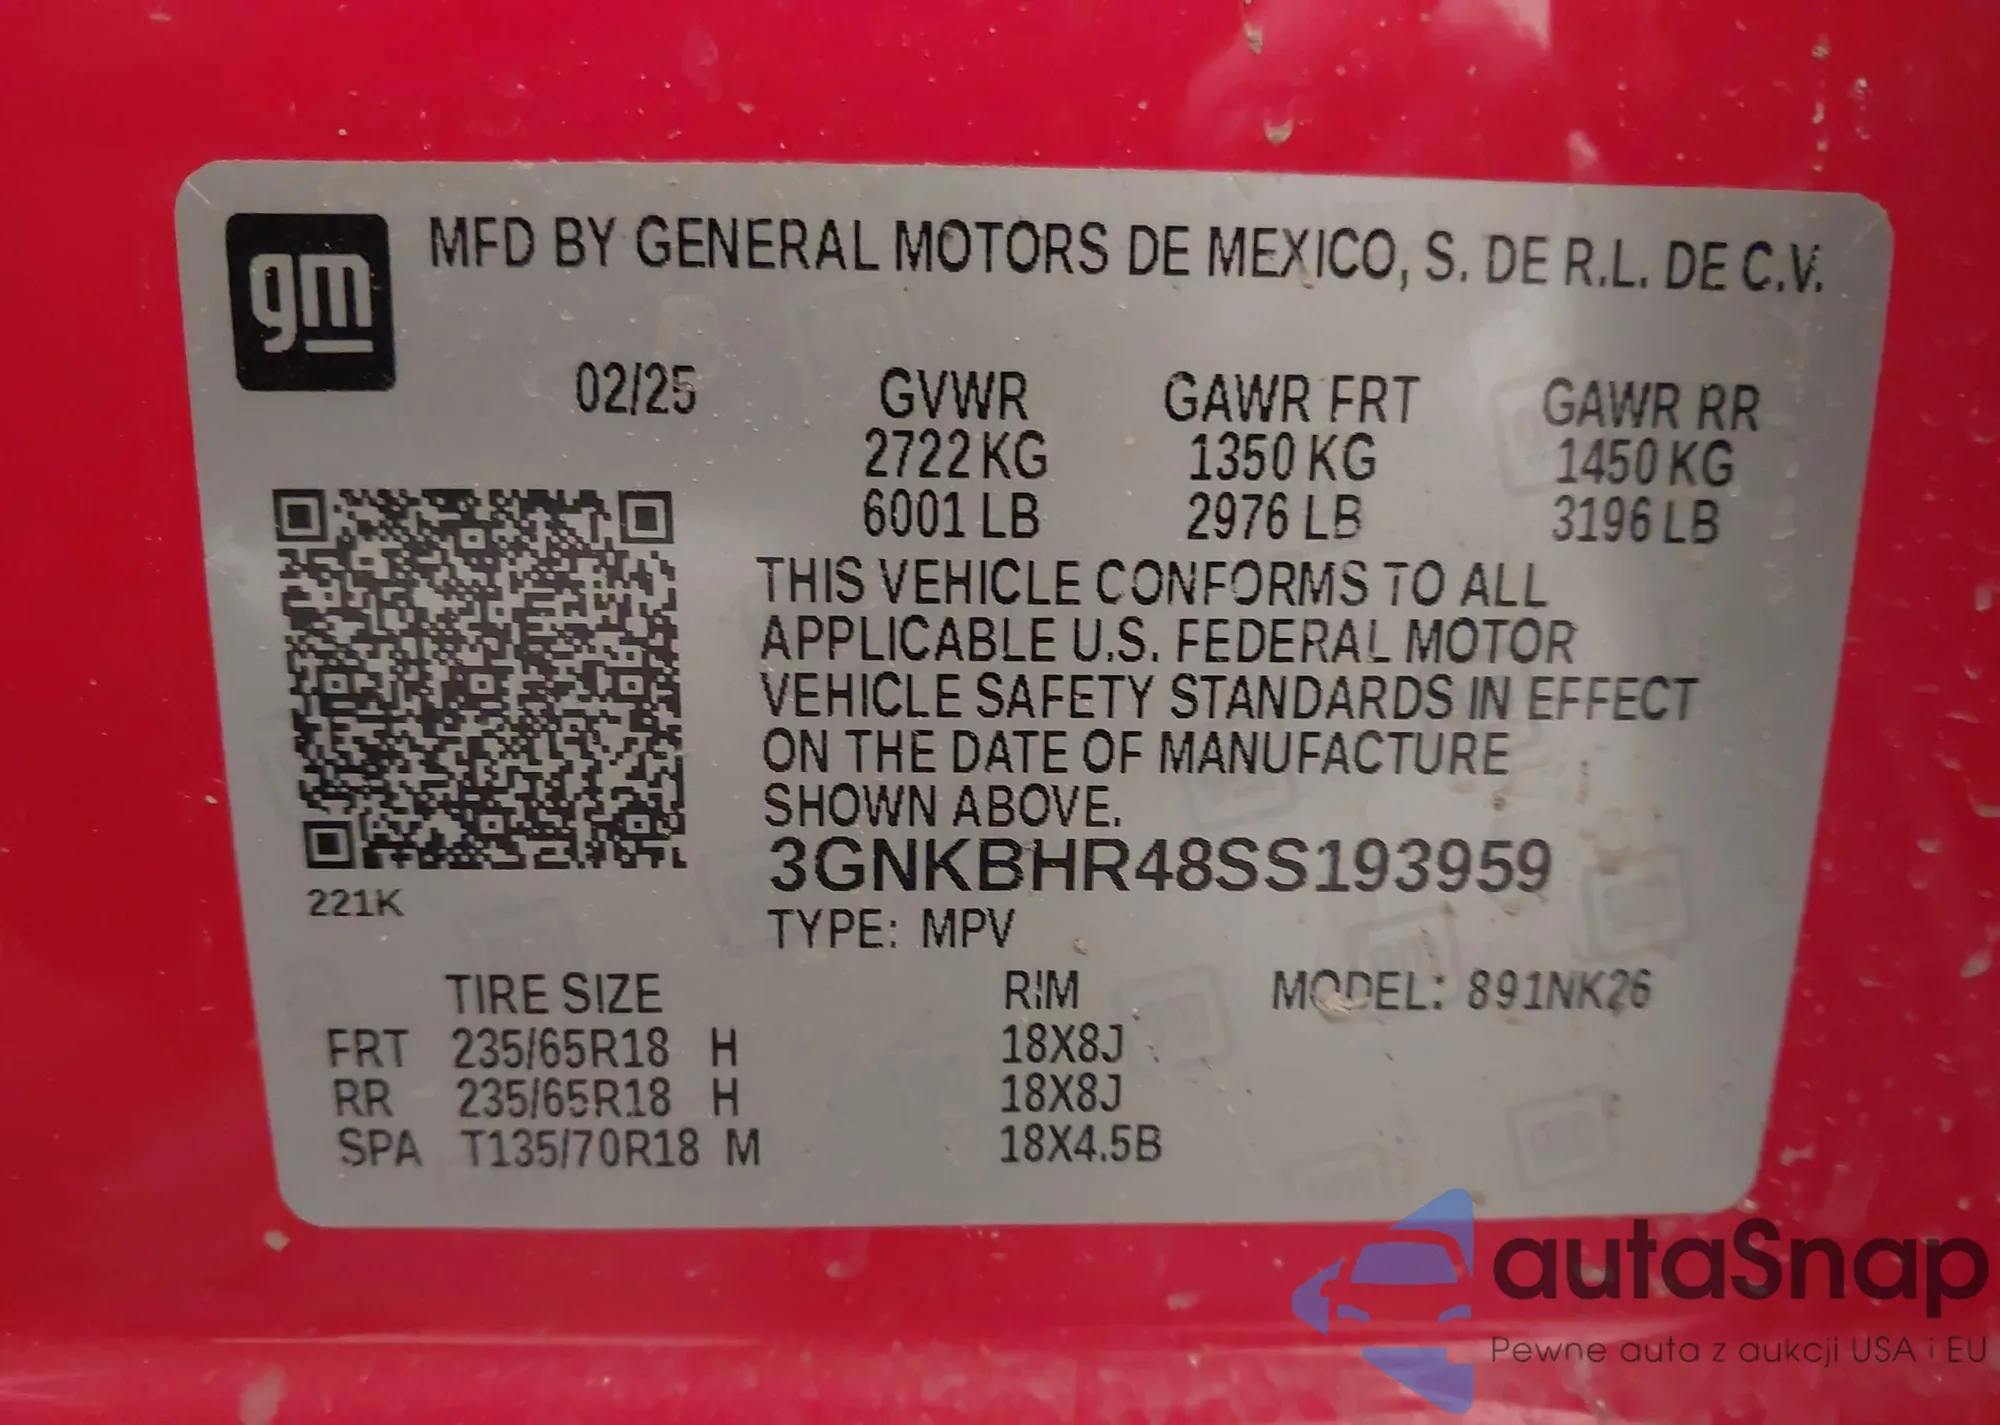 gm
MFD BY GENERAL MOTORS DE MEXICO, S. DE R.L. DE C.V.
02/25 GVWR GAWR FRT GAWR RR
2722 KG 1350 KG 1450 KG
6001 LB 2976 LB 3196 LB
THIS VEHICLE CONFORMS TO ALL
APPLICABLE U.S. FEDERAL MOTOR
VEHICLE SAFETY STANDARDS IN EFFECT
ON THE DATE OF MANUFACTURE
SHOWN ABOVE.
3GNKBHR48SS193959
221K
TYPE: MPV
TIRE SIZE RIM MODEL: 891NK26
FRT 235/65R18 H 18X8J
RR 235/65R18 H 18X8J
SPA T135/70R18 M 18X4.5B
autaSnap
Pewne auta z aukcji USA i EU